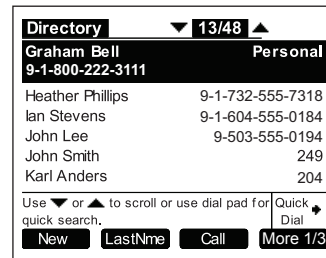 Directory ▼ 13/48 ▲
Graham Bell Personal
9-1-800-222-3111
Heather Phillips 9-1-732-555-7318
Ian Stevens 9-1-604-555-0184
John Lee 9-503-555-0194
John Smith 249
Karl Anders 204
Use ▼ or ▲ to scroll or use dial pad for
quick search.
Quick
Dial
New LastNme Call More 1/3